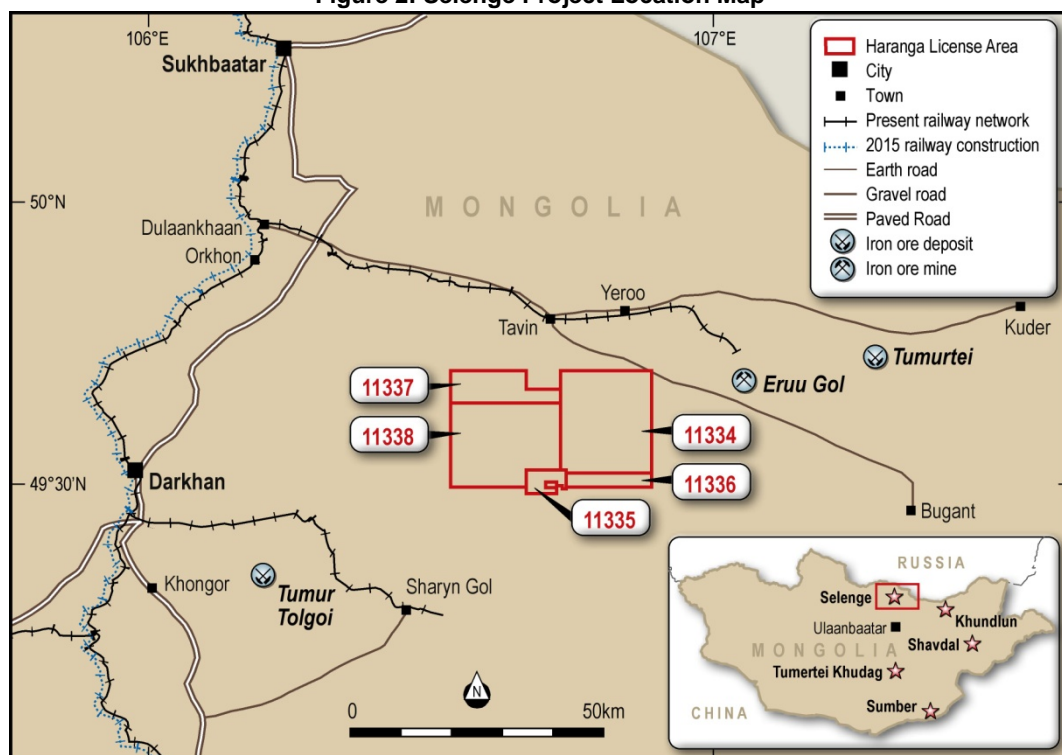 Figure 2: Selenge Project Location Map
106°E
107°E
Sukhbaatar
Haranga License Area
City
Town
Present railway network
2015 railway construction
Earth road
Gravel road
Paved Road
Iron ore deposit
Iron ore mine
50°N
MONGOLIA
Dulaankhaan
Orkhon
Yeroo
Tavin
Kuder
Tumurtei
Eruu Gol
11337
11338
11334
11336
11335
49°30'N
Darkhan
Bugant
Khongor
Tumur
Tolgoi
Sharyn Gol
N
0
50km
RUSSIA
Selenge
Khundlun
Ulaanbaatar
MONGOLIA
Shavdal
Tumertei Khudag
CHINA
Sumber